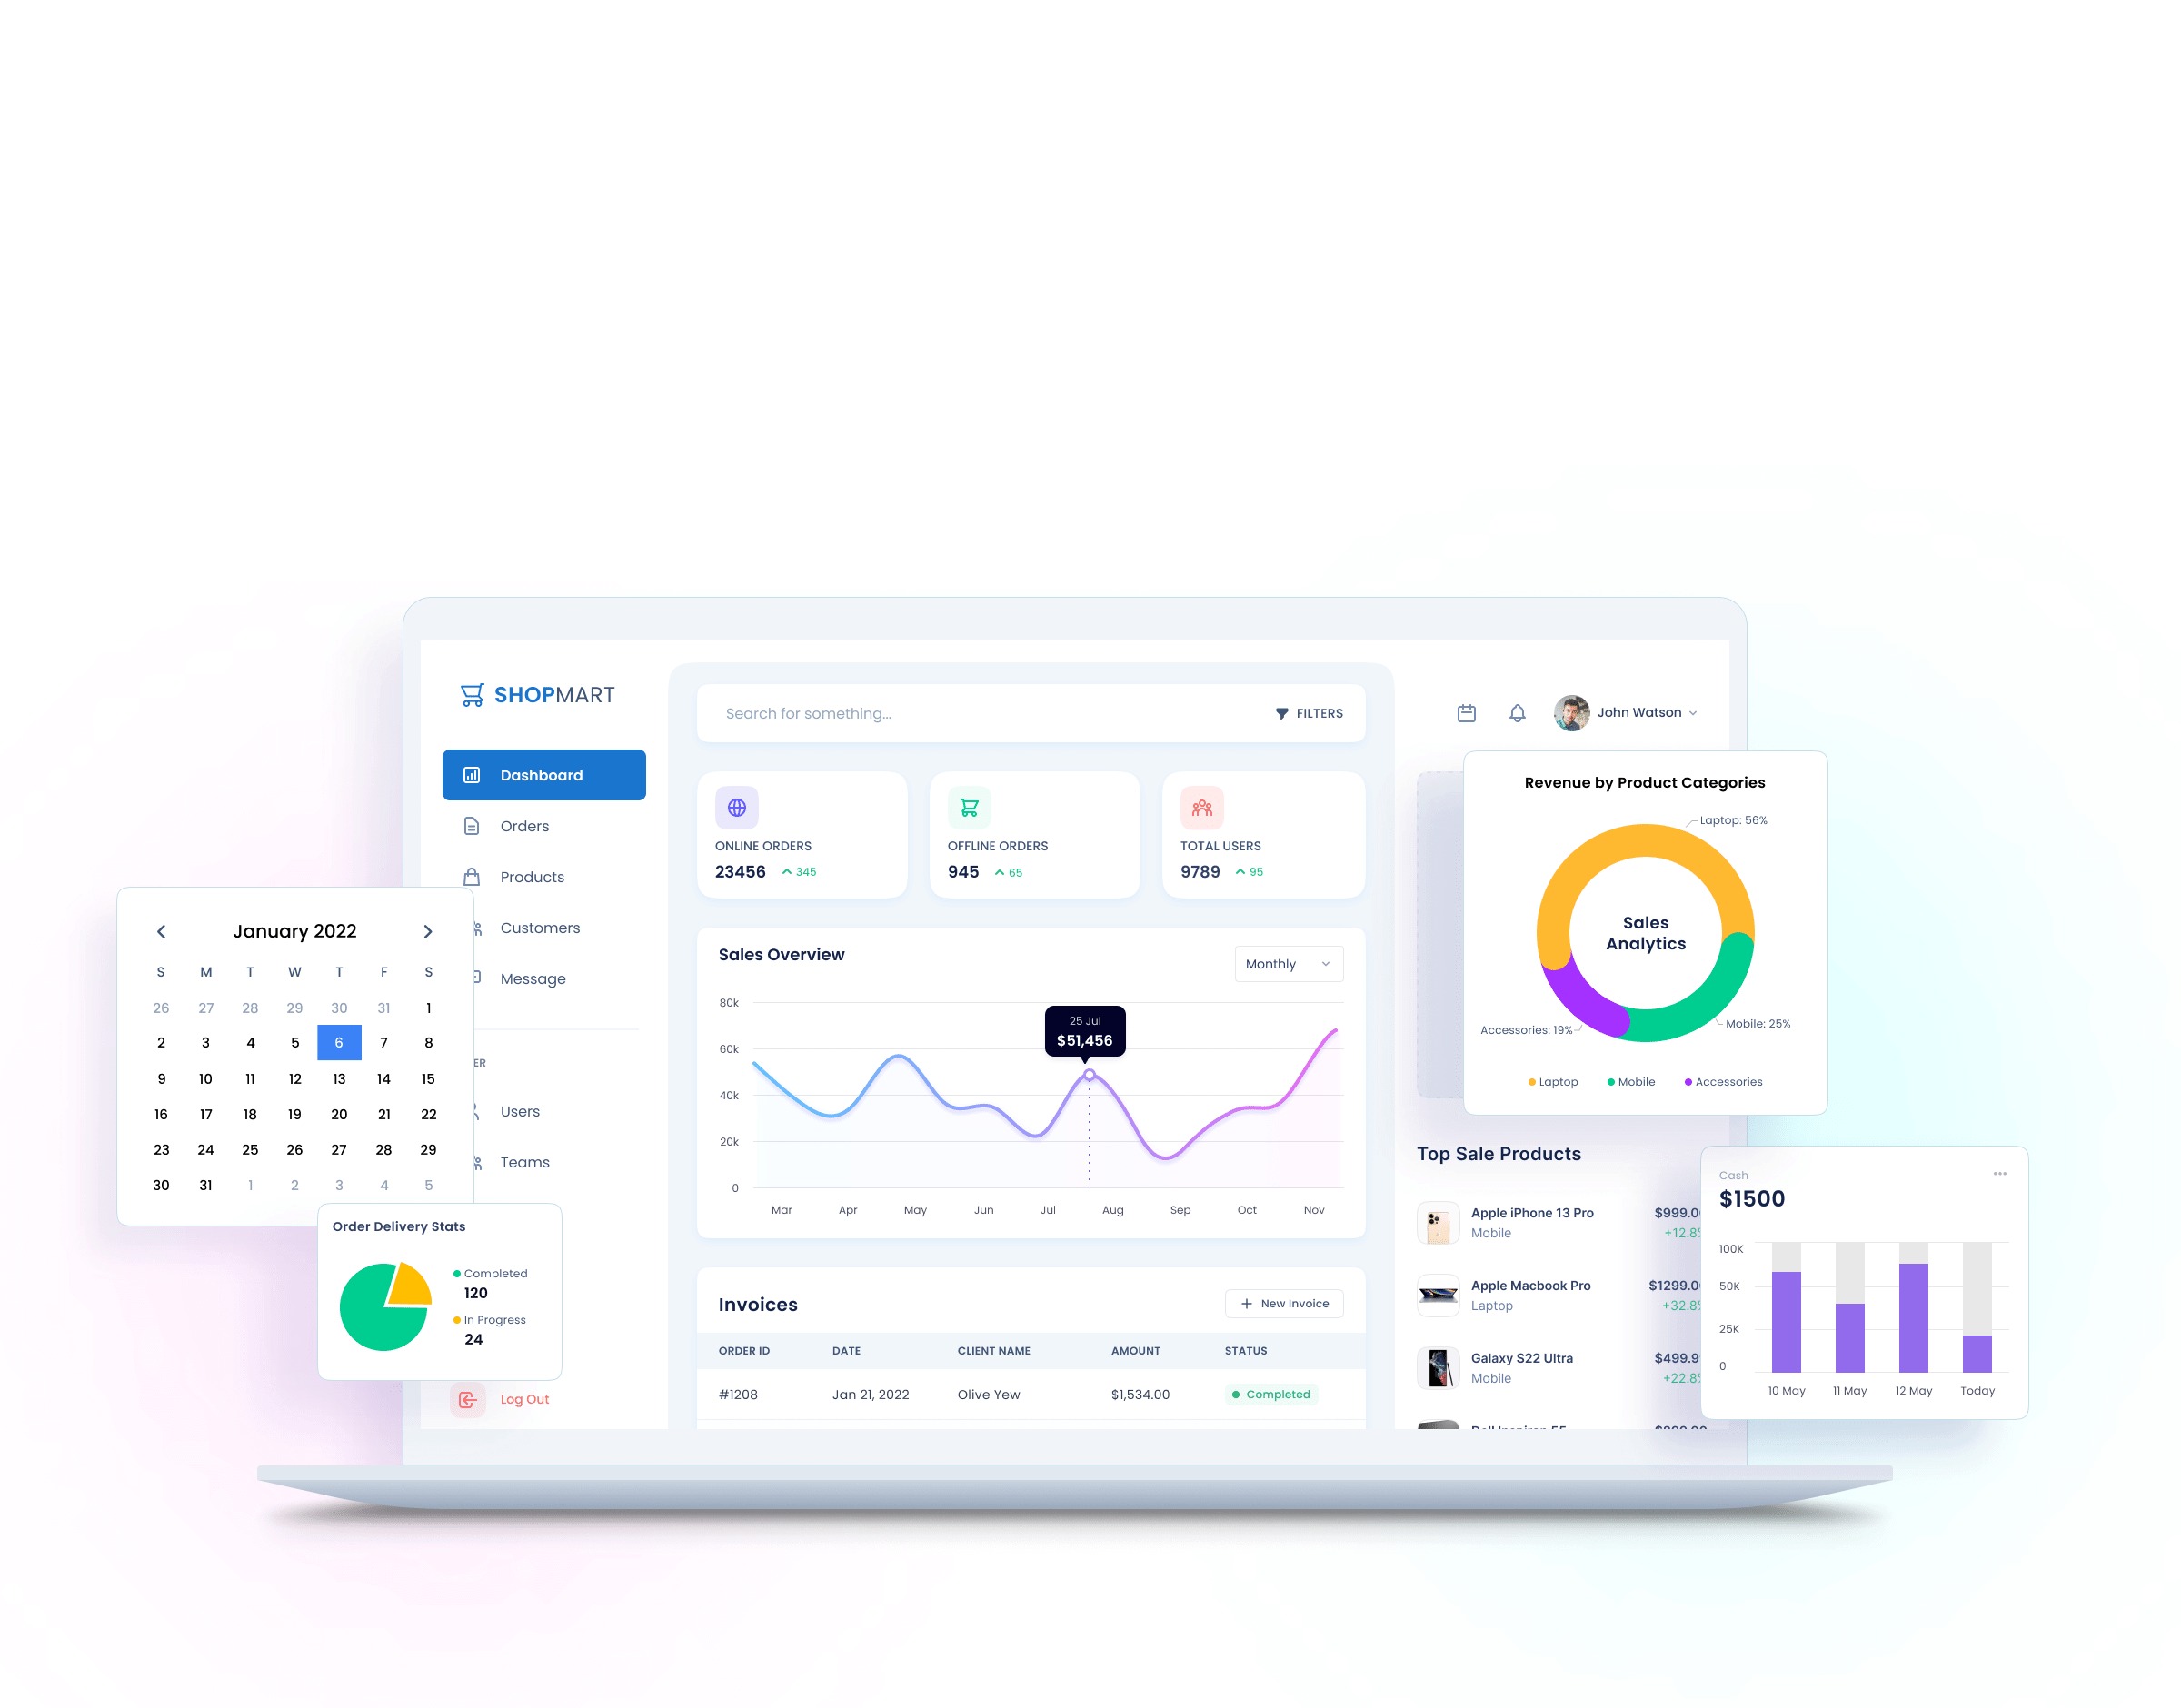 SHOPMART
Dashboard
Orders
Products
Customers
Message
Users
Teams
Log Out
January 2022
S M T W T F S
26 27 28 29 30 31 1
2 3 4 5 6 7 8
9 10 11 12 13 14 15
16 17 18 19 20 21 22
23 24 25 26 27 28 29
30 31 1 2 3 4 5
Order Delivery Stats
Completed
120
In Progress
24
Search for something...
FILTERS
ONLINE ORDERS
23456 345
OFFLINE ORDERS
945 65
TOTAL USERS
9789 95
Sales Overview
Monthly
80k
60k
40k
20k
0
25 Jul
$51,456
Mar Apr May Jun Jul Aug Sep Oct Nov
Invoices
+ New Invoice
ORDER ID DATE CLIENT NAME AMOUNT STATUS
#1208 Jan 21, 2022 Olive Yew $1,534.00 Completed
John Watson
Revenue by Product Categories
Laptop: 56%
Sales
Analytics
Accessories: 19%
Mobile: 25%
Laptop Mobile Accessories
Top Sale Products
Apple iPhone 13 Pro
Mobile
Apple Macbook Pro
Laptop
Galaxy S22 Ultra
Mobile
Cash
$1500
100K
50K
25K
0
10 May 11 May 12 May Today